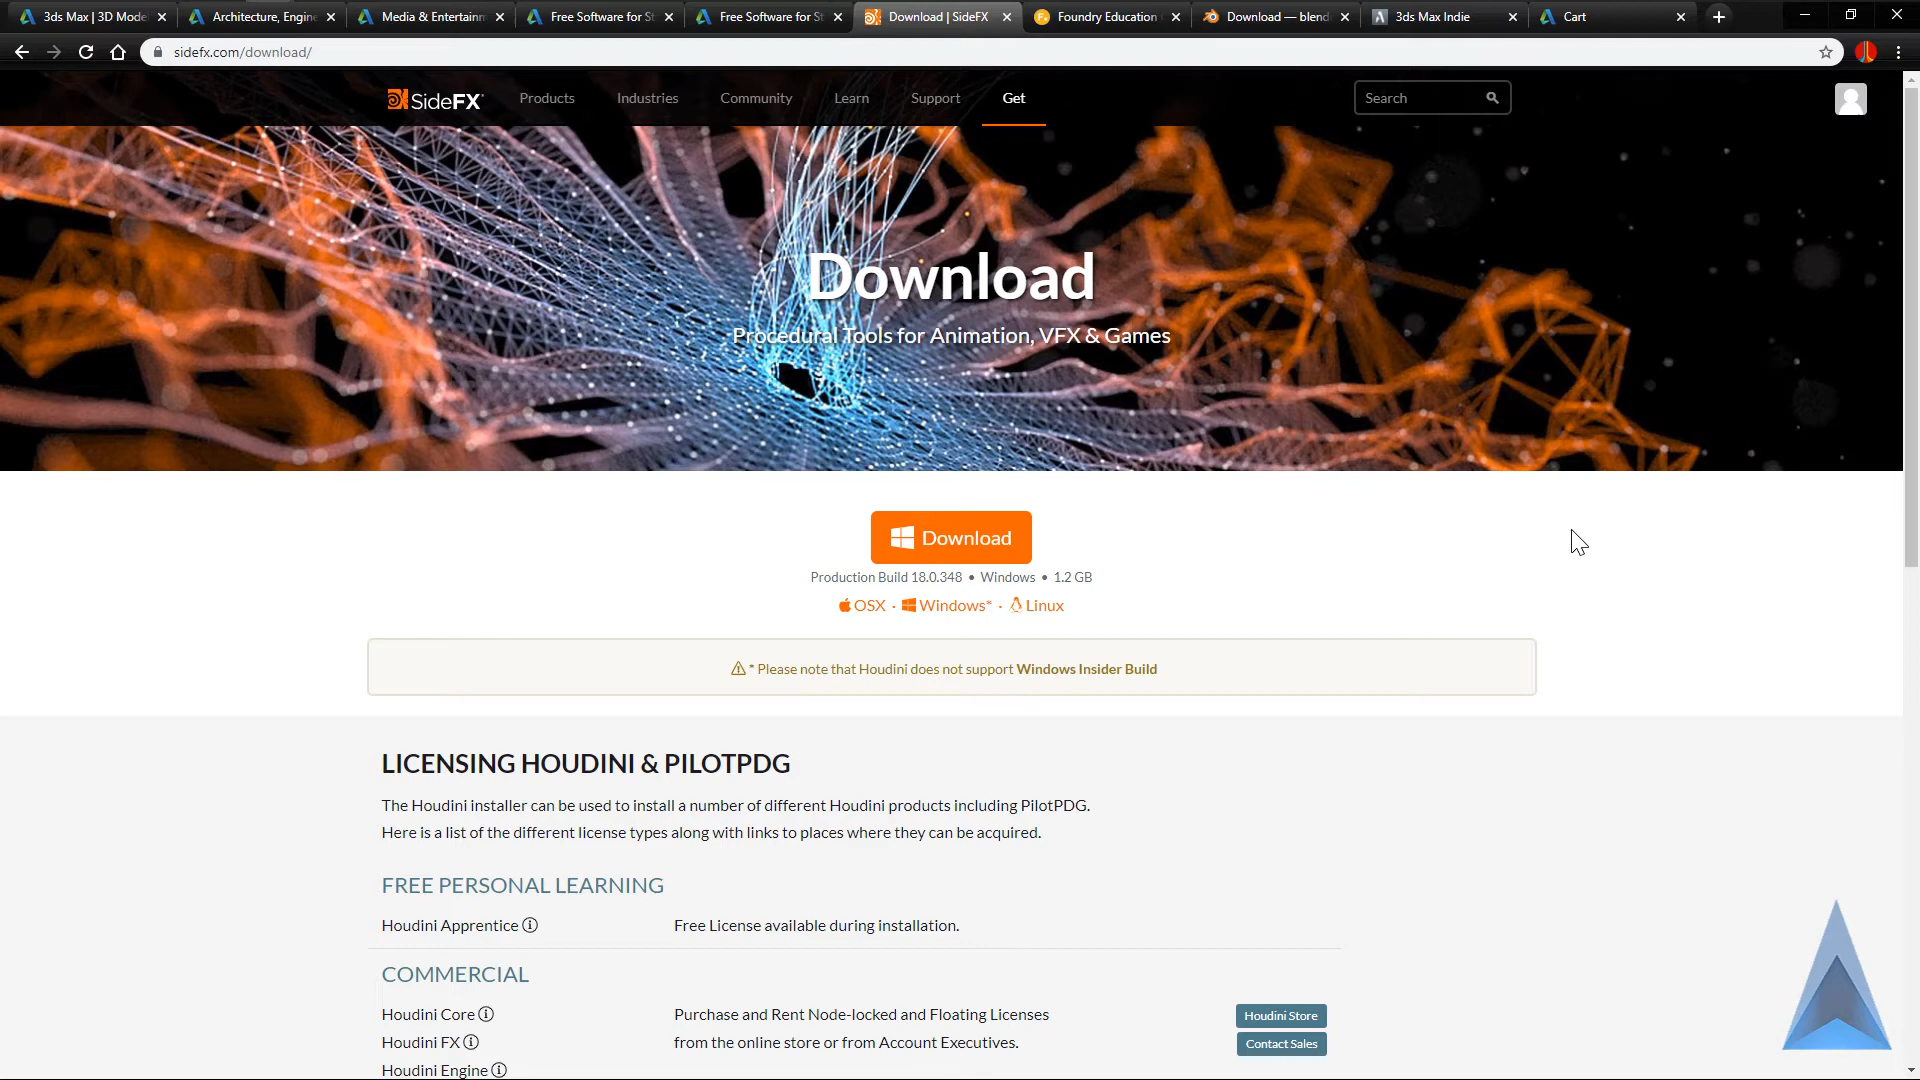 3ds Max | 3D Mode
Architecture, Engine
Media & Entertainm
Free Software for St
Free Software for St
Download | SideFX
Foundry Education
Download — blend
3ds Max Indie
Cart
sidefx.com/download/
SideFX
Products
Industries
Community
Learn
Support
Get
Search
Download
Procedural Tools for Animation, VFX & Games
Download
Production Build 18.0.348 • Windows • 1.2 GB
OSX · Windows* · Linux
* Please note that Houdini does not support Windows Insider Build
LICENSING HOUDINI & PILOTPDG
The Houdini installer can be used to install a number of different Houdini products including PilotPDG.
Here is a list of the different license types along with links to places where they can be acquired.
FREE PERSONAL LEARNING
Houdini Apprentice
Free License available during installation.
COMMERCIAL
Houdini Core
Purchase and Rent Node-locked and Floating Licenses
Houdini Store
Houdini FX
from the online store or from Account Executives.
Contact Sales
Houdini Engine